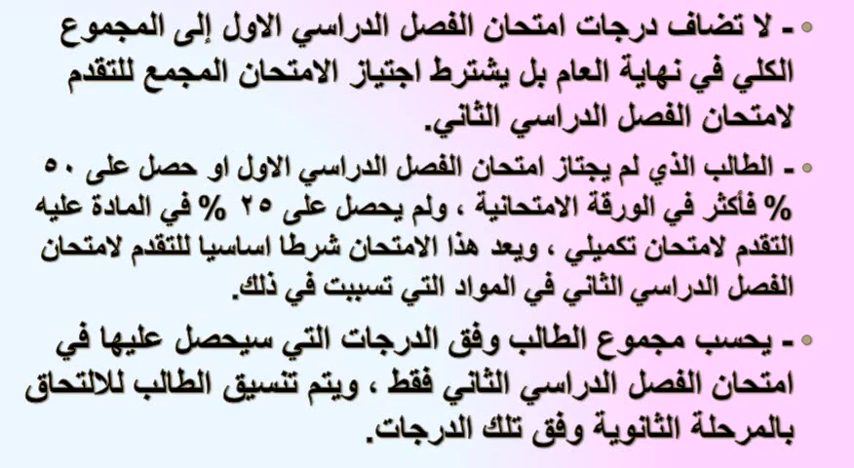 • - لا تضاف درجات امتحان الفصل الدراسي الاول إلى المجموع
الكلي في نهاية العام بل يشترط اجتياز الامتحان المجمع للتقدم
لامتحان الفصل الدراسي الثاني.
• - الطالب الذي لم يجتاز امتحان الفصل الدراسي الاول او حصل على ٥٠
% فأكثر في الورقة الامتحانية ، ولم يحصل على ٢٥ % في المادة عليه
التقدم لامتحان تكميلي ، ويعد هذا الامتحان شرطا اساسيا للتقدم لامتحان
الفصل الدراسي الثاني في المواد التي تسببت في ذلك.
• - يحسب مجموع الطالب وفق الدرجات التي سيحصل عليها في
امتحان الفصل الدراسي الثاني فقط ، ويتم تنسيق الطالب للالتحاق
بالمرحلة الثانوية وفق تلك الدرجات.